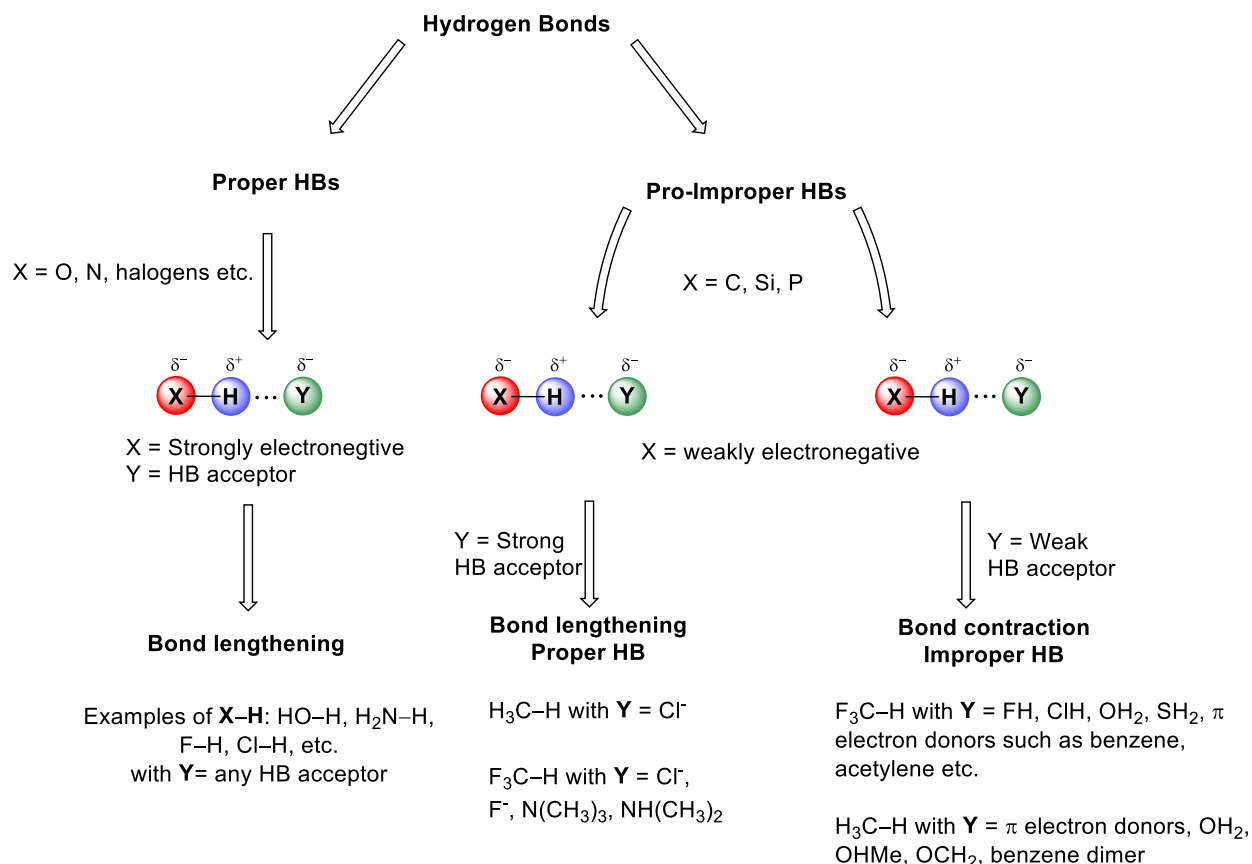 Hydrogen Bonds
Proper HBs
Pro-Improper HBs
X = O, N, halogens etc.
X = C, Si, P
δ⁻ δ⁺ δ⁻
X H ... Y
δ⁻ δ⁺ δ⁻
X H ... Y
δ⁻ δ⁺ δ⁻
X H ... Y
X = Strongly electronegtive
Y = HB acceptor
X = weakly electronegative
Y = Strong
HB acceptor
Y = Weak
HB acceptor
Bond lengthening
Bond lengthening
Proper HB
Bond contraction
Improper HB
Examples of X–H: HO–H, H₂N–H,
F–H, Cl–H, etc.
with Y= any HB acceptor
H₃C–H with Y = Cl⁻
F₃C–H with Y = Cl⁻,
F⁻, N(CH₃)₃, NH(CH₃)₂
F₃C–H with Y = FH, ClH, OH₂, SH₂, π
electron donors such as benzene,
acetylene etc.
H₃C–H with Y = π electron donors, OH₂,
OHMe, OCH₂, benzene dimer